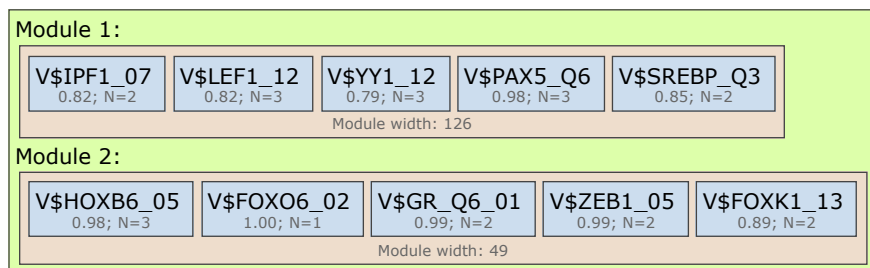 Module 1:
V$IPF1_07 V$LEF1_12 V$YY1_12 V$PAX5_Q6 V$SREBP_Q3
0.82; N=2 0.82; N=3 0.79; N=3 0.98; N=3 0.85; N=2
Module width: 126
Module 2:
V$HOXB6_05 V$FOXO6_02 V$GR_Q6_01 V$ZEB1_05 V$FOXK1_13
0.98; N=3 1.00; N=1 0.99; N=2 0.99; N=2 0.89; N=2
Module width: 49